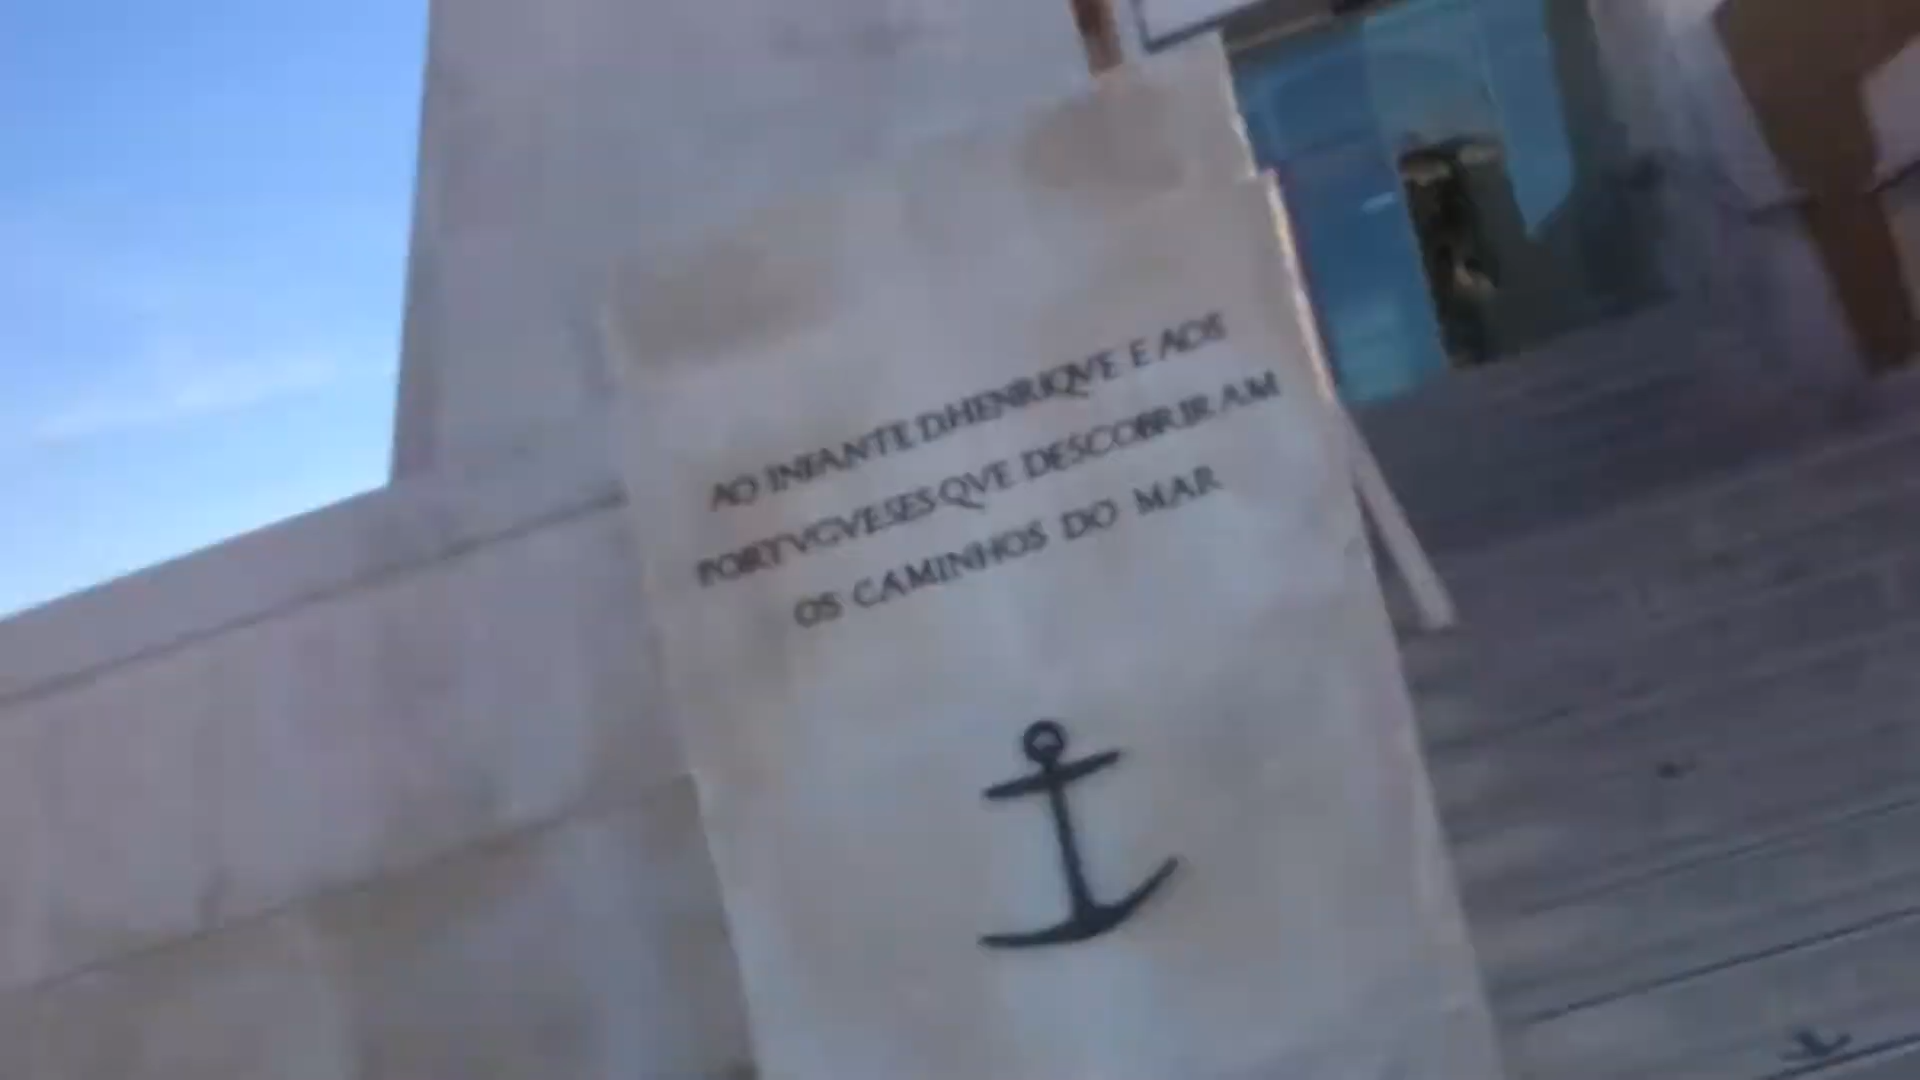 AO INFANTE D.HENRIQVE E AOS
PORTVGVESES QVE DESCOBRIRAM
OS CAMINHOS DO MAR